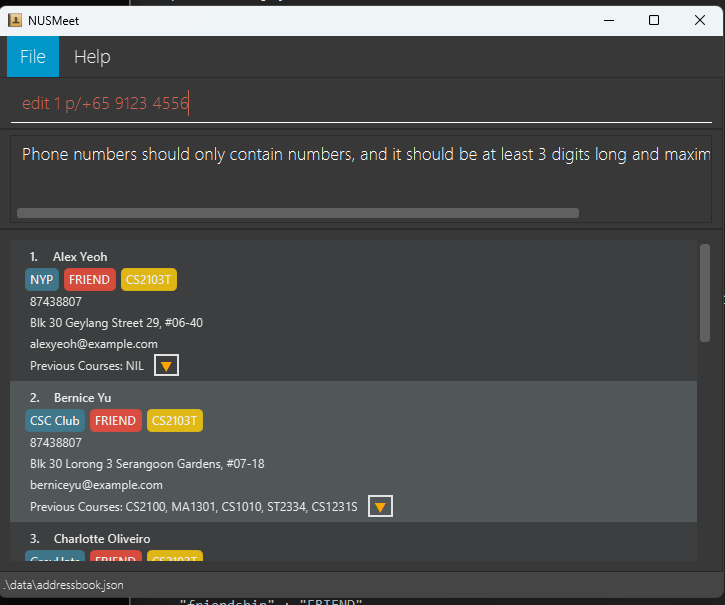 NUSMeet
File Help
edit 1 p/+65 9123 4556
Phone numbers should only contain numbers, and it should be at least 3 digits long and maxim
1. Alex Yeoh
NYP FRIEND CS2103T
87438807
Blk 30 Geylang Street 29, #06-40
alexyeoh@example.com
Previous Courses: NIL
2. Bernice Yu
CSC Club FRIEND CS2103T
87438807
Blk 30 Lorong 3 Serangoon Gardens, #07-18
berniceyu@example.com
Previous Courses: CS2100, MA1301, CS1010, ST2334, CS1231S
3. Charlotte Oliveiro
FRIEND CS2103T
.\data\addressbook.json
"friendship" : "FRIEND"